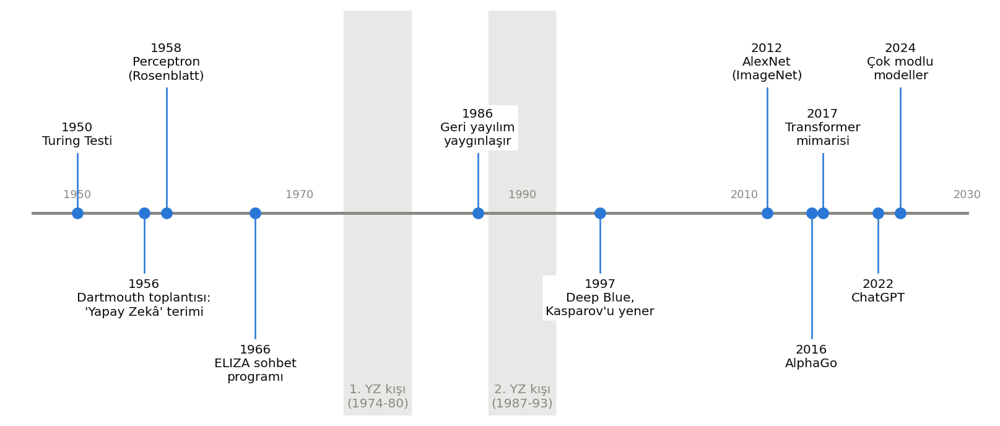 1958
Perceptron
(Rosenblatt)
2012
AlexNet
(ImageNet)
2024
Çok modlu
modeller
1950
Turing Testi
1986
Geri yayılım
yaygınlaşır
2017
Transformer
mimarisi
1950
1970
1990
2010
2030
1956
Dartmouth toplantısı:
'Yapay Zekâ' terimi
1997
Deep Blue,
Kasparov'u yener
2022
ChatGPT
1966
ELIZA sohbet
programı
2016
AlphaGo
1. YZ kışı
(1974-80)
2. YZ kışı
(1987-93)